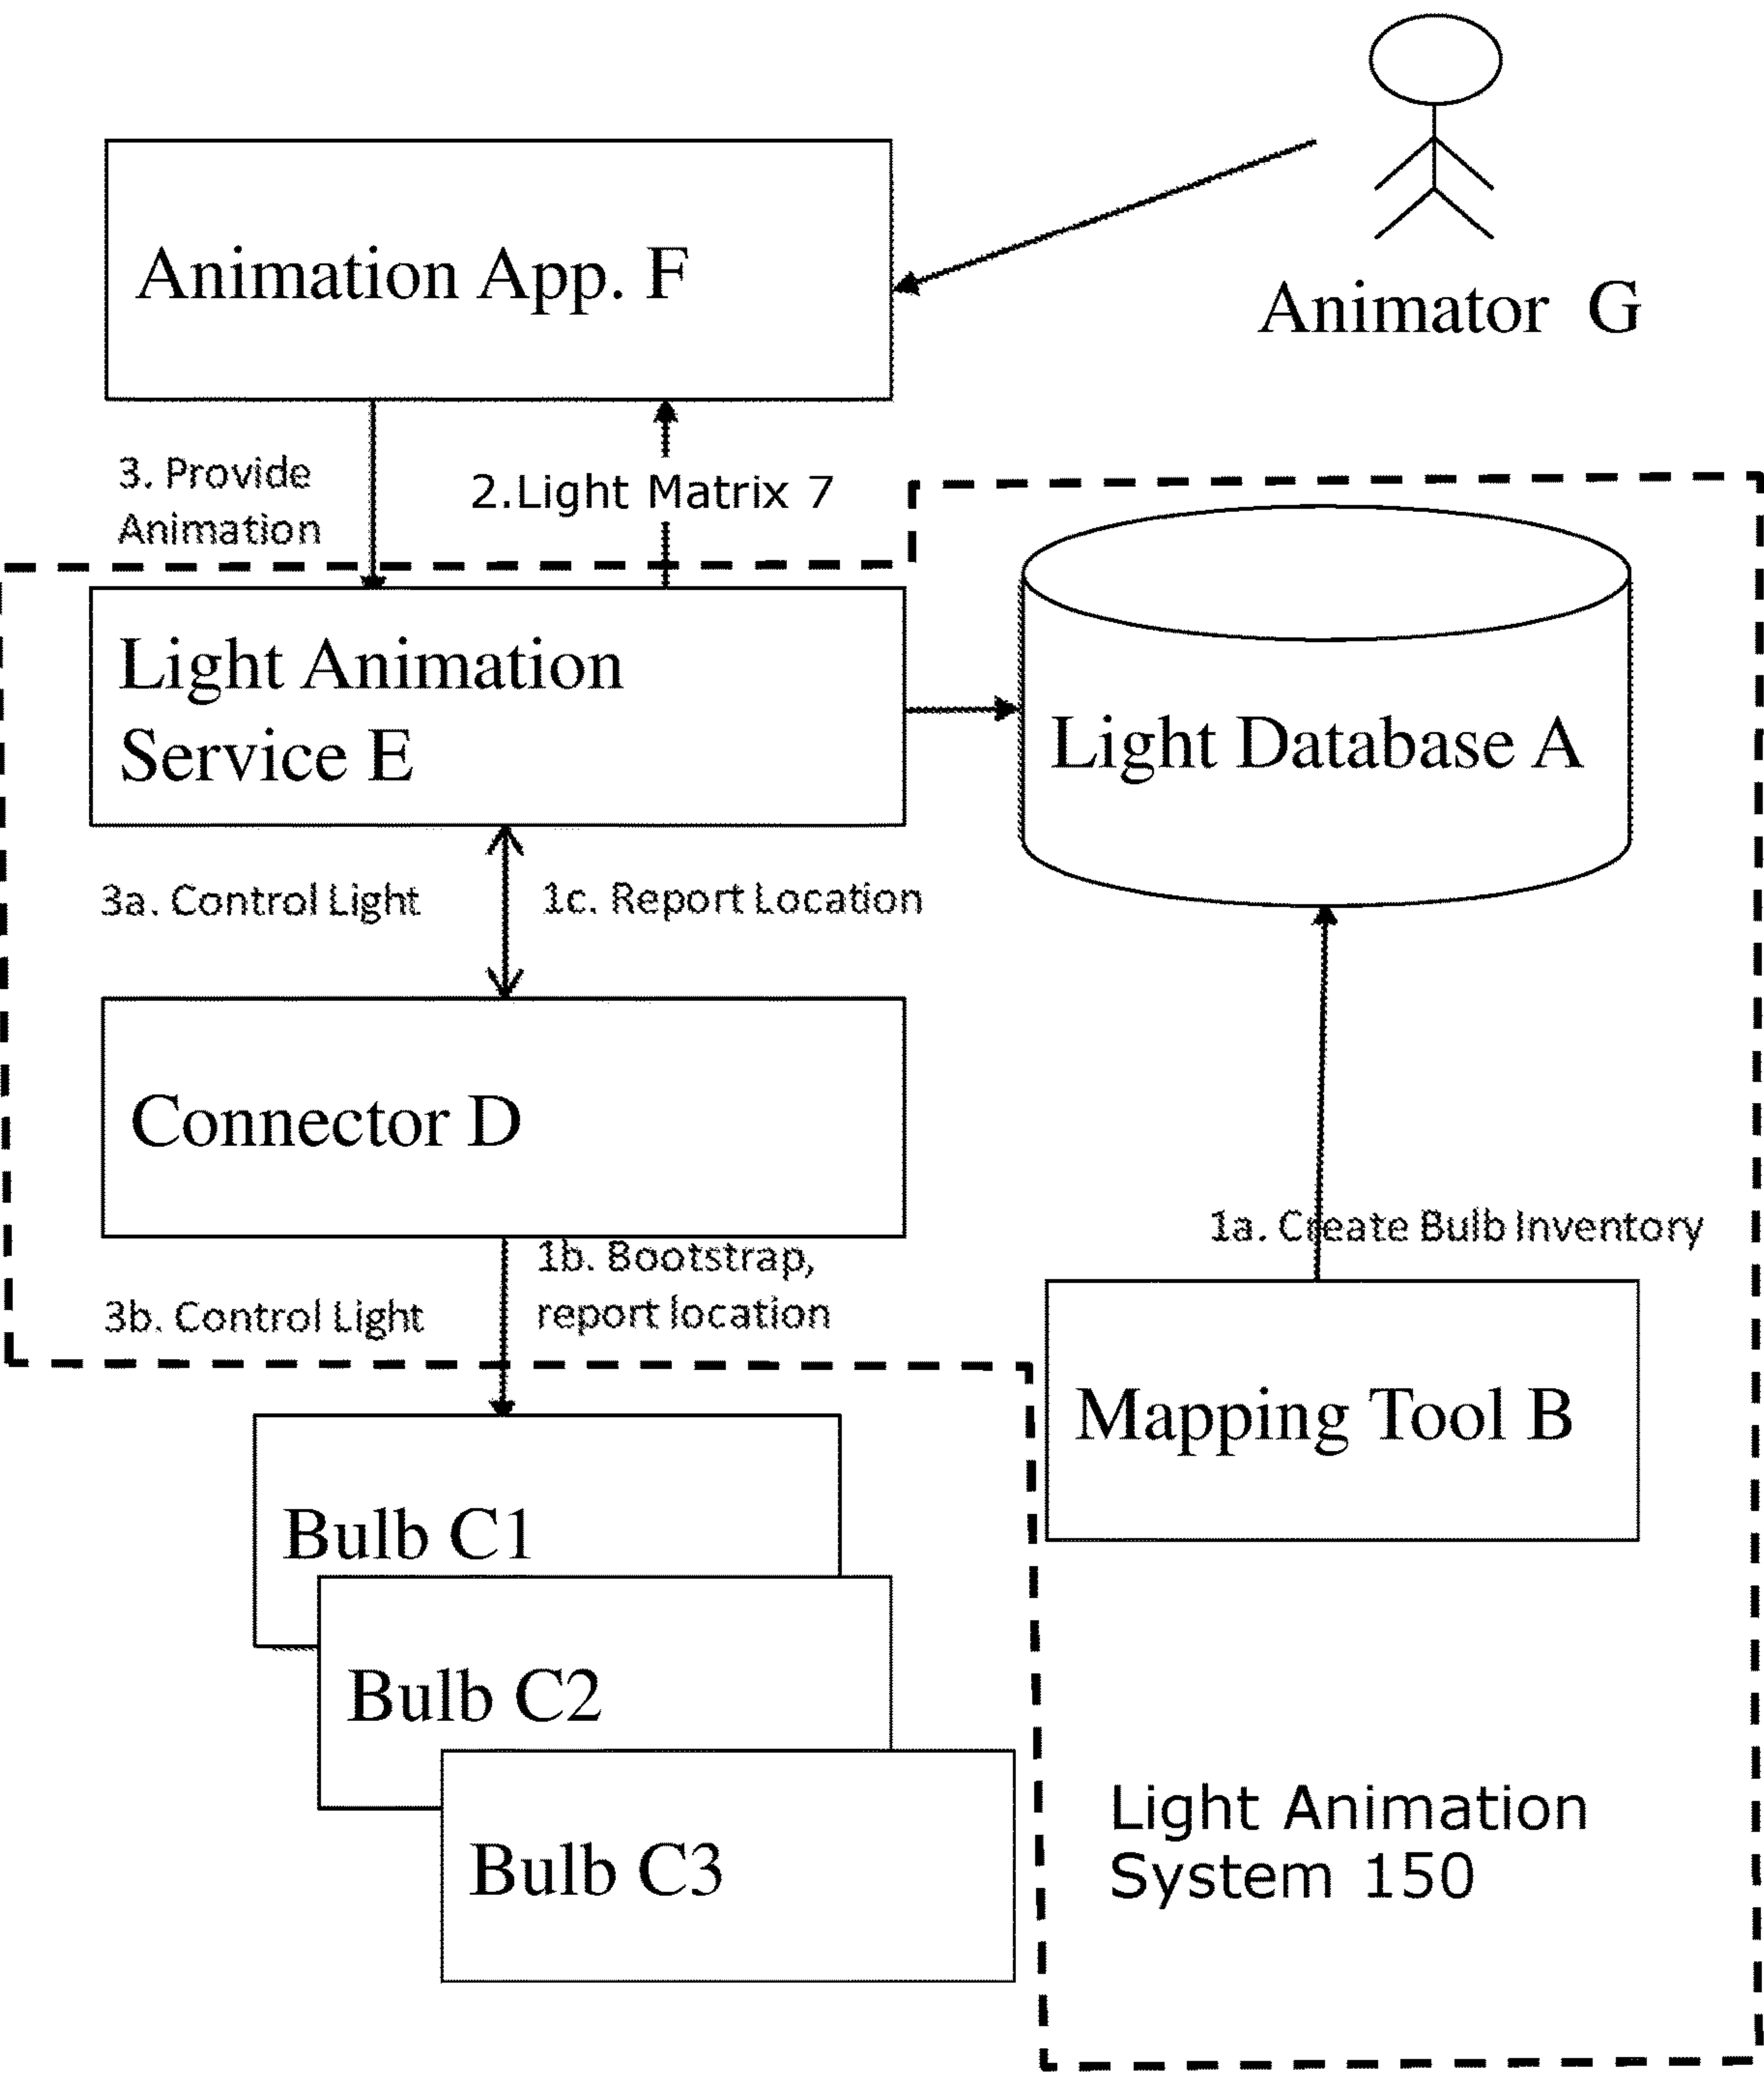 Animation App. F
Animator G
3. Provide
Animation
2.Light Matrix 7
Light Animation
Service E
Light Database A
3a. Control Light
1c. Report Location
Connector D
1a. Create Bulb Inventory
1b. Bootstrap,
report location
3b. Control Light
Mapping Tool B
Bulb C1
Bulb C2
Bulb C3
Light Animation
System 150